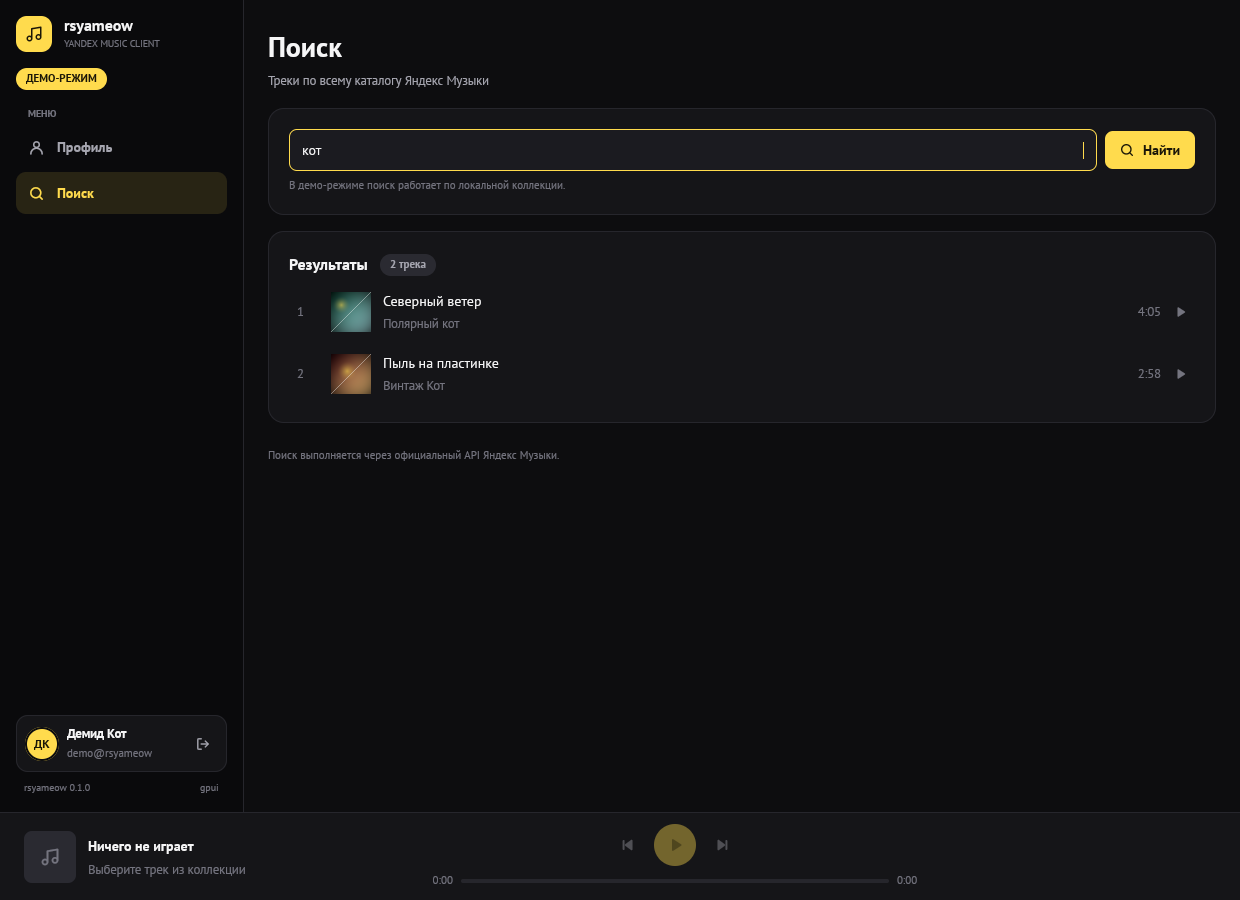 rsyameow
YANDEX MUSIC CLIENT
ДЕМО-РЕЖИМ
МЕНЮ
Профиль
Поиск
Демид Кот
ДК
demo@rsyameow
rsyameow 0.1.0
gpui
Поиск
Треки по всему каталогу Яндекс Музыки
кот
Найти
В демо-режиме поиск работает по локальной коллекции.
Результаты
2 трека
1
Северный ветер
Полярный кот
4:05
2
Пыль на пластинке
Винтаж Кот
2:58
Поиск выполняется через официальный API Яндекс Музыки.
Ничего не играет
Выберите трек из коллекции
0:00
0:00